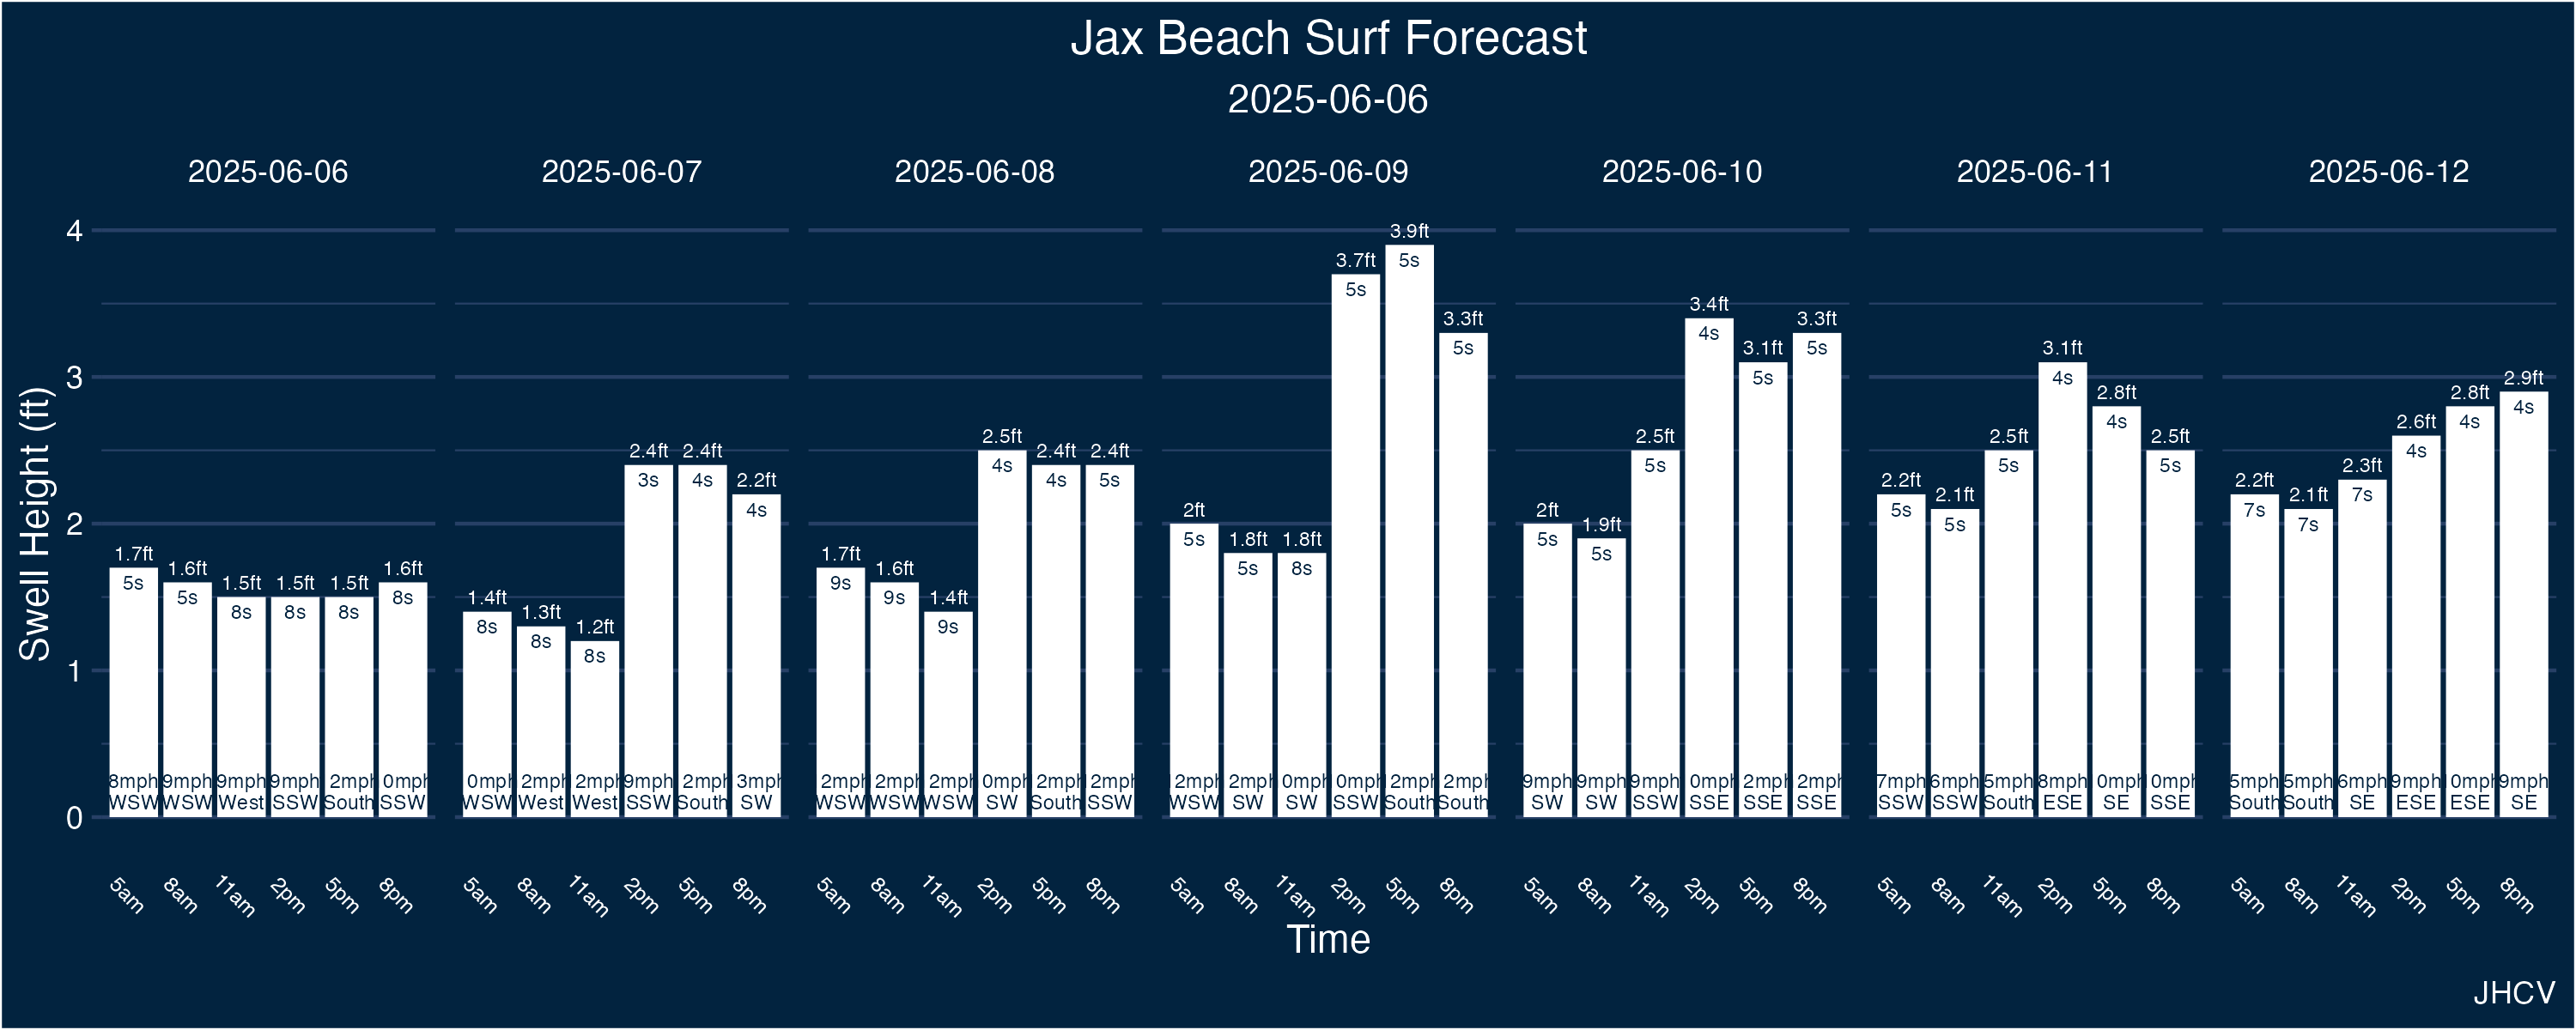 Jax Beach Surf Forecast
2025-06-06
2025-06-06 2025-06-07 2025-06-08 2025-06-09 2025-06-10 2025-06-11 2025-06-12
Swell Height (ft)
4
3
2
1
0
1.7ft 1.6ft 1.5ft 1.5ft 1.5ft 1.6ft
5s 5s 8s 8s 8s 8s
8mph 9mph 9mph 9mph 2mph 0mph
WSW WSW West SSW South SSW
1.4ft 1.3ft 1.2ft 2.4ft 2.4ft 2.2ft
8s 8s 8s 3s 4s 4s
0mph 2mph 2mph 9mph 2mph 3mph
WSW West West SSW South SW
1.7ft 1.6ft 1.4ft 2.5ft 2.4ft 2.4ft
9s 9s 9s 4s 4s 5s
2mph 2mph 2mph 0mph 12mph 2mph
WSW WSW WSW SW South SSW
2ft 1.8ft 1.8ft 3.7ft 3.9ft 3.3ft
5s 5s 8s 5s 5s 5s
12mph 2mph 0mph 0mph 12mph 2mph
WSW SW SW SSW South South
2ft 1.9ft 2.5ft 3.4ft 3.1ft 3.3ft
5s 5s 5s 4s 5s 5s
9mph 9mph 9mph 0mph 2mph 2mph
SW SW SSW SSE SSE SSE
2.2ft 2.1ft 2.5ft 3.1ft 2.8ft 2.5ft
5s 5s 5s 4s 4s 5s
7mph 6mph 5mph 8mph 0mph 10mph
SSW SSW South ESE SE SSE
2.2ft 2.1ft 2.3ft 2.6ft 2.8ft 2.9ft
7s 7s 7s 4s 4s 4s
5mph 5mph 6mph 9mph 10mph 9mph
South South SE ESE ESE SE
5am 8am 11am 2pm 5pm 8pm 5am 8am 11am 2pm 5pm 8pm 5am 8am 11am 2pm 5pm 8pm 5am 8am 11am 2pm 5pm 8pm 5am 8am 11am 2pm 5pm 8pm 5am 8am 11am 2pm 5pm 8pm 5am 8am 11am 2pm 5pm 8pm
Time
JHCV